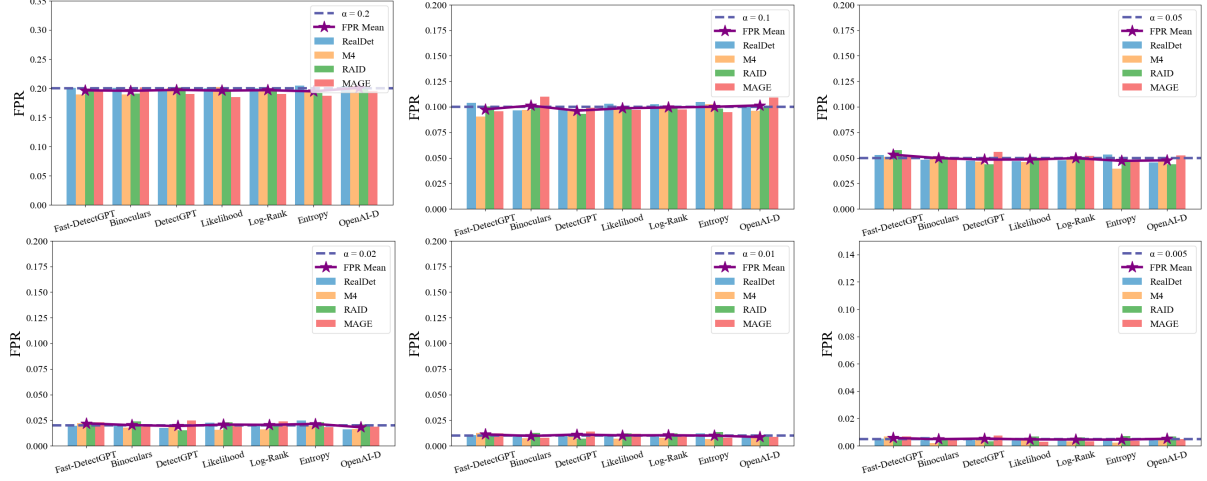 0.35
0.30
0.25
0.20
0.15
0.10
0.05
0.00
FPR
α = 0.2
FPR Mean
RealDet
M4
RAID
MAGE
Fast-DetectGPT
Binoculars
DetectGPT
Likelihood
Log-Rank
Entropy
OpenAI-D
0.200
0.175
0.150
0.125
0.100
0.075
0.050
0.025
0.000
FPR
α = 0.1
FPR Mean
RealDet
M4
RAID
MAGE
Fast-DetectGPT
Binoculars
DetectGPT
Likelihood
Log-Rank
Entropy
OpenAI-D
0.200
0.175
0.150
0.125
0.100
0.075
0.050
0.025
0.000
FPR
α = 0.05
FPR Mean
RealDet
M4
RAID
MAGE
Fast-DetectGPT
Binoculars
DetectGPT
Likelihood
Log-Rank
Entropy
OpenAI-D
0.200
0.175
0.150
0.125
0.100
0.075
0.050
0.025
0.000
FPR
α = 0.02
FPR Mean
RealDet
M4
RAID
MAGE
Fast-DetectGPT
Binoculars
DetectGPT
Likelihood
Log-Rank
Entropy
OpenAI-D
0.200
0.175
0.150
0.125
0.100
0.075
0.050
0.025
0.000
FPR
α = 0.01
FPR Mean
RealDet
M4
RAID
MAGE
Fast-DetectGPT
Binoculars
DetectGPT
Likelihood
Log-Rank
Entropy
OpenAI-D
0.14
0.12
0.10
0.08
0.06
0.04
0.02
0.00
FPR
α = 0.005
FPR Mean
RealDet
M4
RAID
MAGE
Fast-DetectGPT
Binoculars
DetectGPT
Likelihood
Log-Rank
Entropy
OpenAI-D